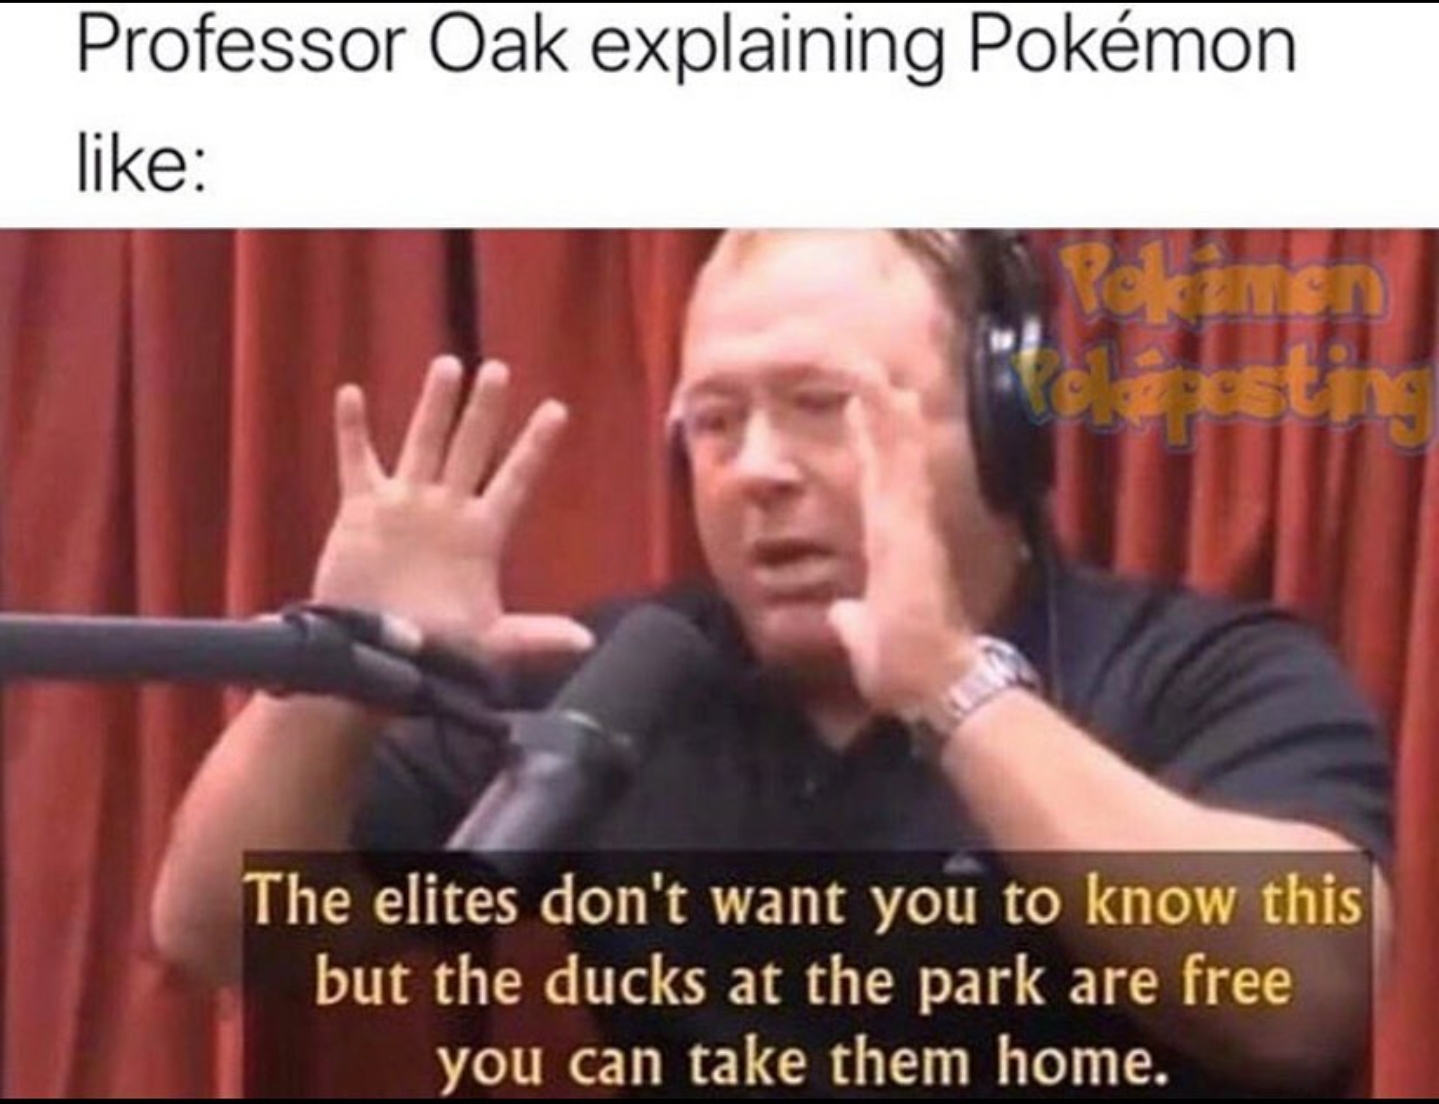 Professor Oak explaining Pokémon
like:
Pokémon
Poképosting
The elites don't want you to know this
but the ducks at the park are free
you can take them home.